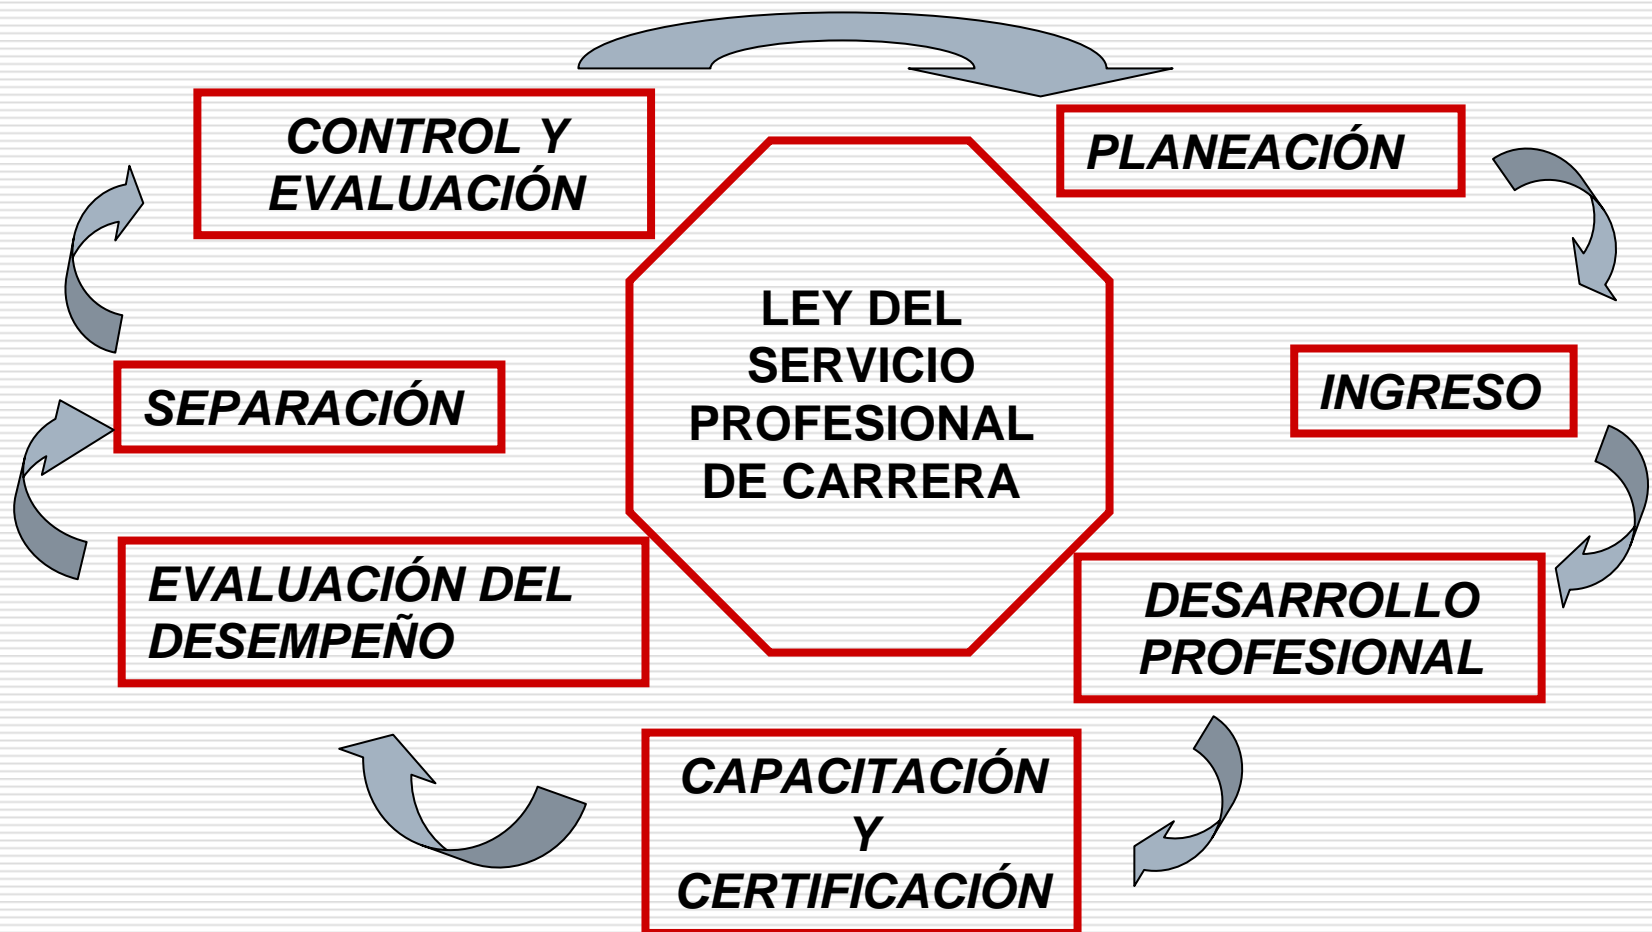 CONTROL Y
EVALUACIÓN
PLANEACIÓN
LEY DEL
SERVICIO
PROFESIONAL
DE CARRERA
INGRESO
SEPARACIÓN
EVALUACIÓN DEL
DESEMPEÑO
DESARROLLO
PROFESIONAL
CAPACITACIÓN
Y
CERTIFICACIÓN